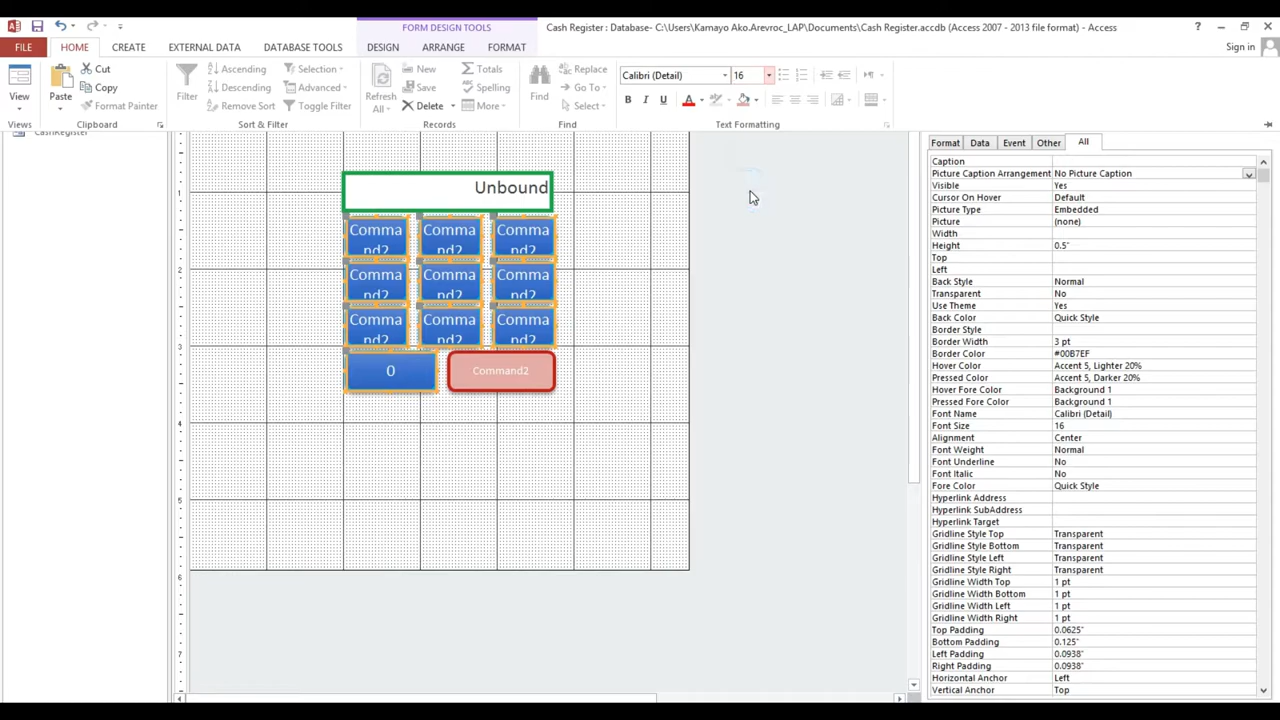 FORM DESIGN TOOLS
Cash Register : Database- C:\Users\Kamayo Ako.Arevroc_LAP\Documents\Cash Register.accdb (Access 2007 - 2013 file format) - Access
?
FILE HOME CREATE EXTERNAL DATA DATABASE TOOLS DESIGN ARRANGE FORMAT Sign in
View
Views
Paste
Cut
Copy
Format Painter
Clipboard
Filter
Ascending
Descending
Remove Sort
Selection
Advanced
Toggle Filter
Sort & Filter
Refresh
All
New
Save
Delete
Totals
Spelling
More
Records
Find
Replace
Go To
Select
Find
Calibri (Detail) 16
B I U A
Text Formatting
CashRegister
1
2
3
4
5
6
7
Unbound
Comma
nd2
Comma
nd2
Comma
nd2
Comma
nd2
Comma
nd2
Comma
nd2
Comma
nd2
Comma
nd2
Comma
nd2
0
Command2
Format Data Event Other All
Caption
Picture Caption Arrangement No Picture Caption
Visible Yes
Cursor On Hover Default
Picture Type Embedded
Picture (none)
Width
Height 0.5"
Top
Left
Back Style Normal
Transparent No
Use Theme Yes
Back Color Quick Style
Border Style
Border Width 3 pt
Border Color #00B7EF
Hover Color Accent 5, Lighter 20%
Pressed Color Accent 5, Darker 20%
Hover Fore Color Background 1
Pressed Fore Color Background 1
Font Name Calibri (Detail)
Font Size 16
Alignment Center
Font Weight Normal
Font Underline No
Font Italic No
Fore Color Quick Style
Hyperlink Address
Hyperlink SubAddress
Hyperlink Target
Gridline Style Top Transparent
Gridline Style Bottom Transparent
Gridline Style Left Transparent
Gridline Style Right Transparent
Gridline Width Top 1 pt
Gridline Width Bottom 1 pt
Gridline Width Left 1 pt
Gridline Width Right 1 pt
Top Padding 0.0625"
Bottom Padding 0.125"
Left Padding 0.0938"
Right Padding 0.0938"
Horizontal Anchor Left
Vertical Anchor Top